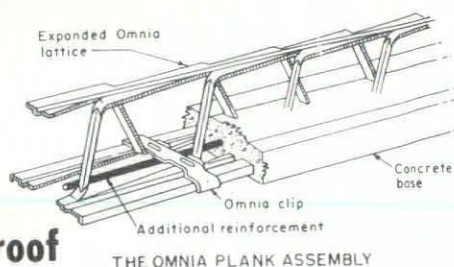 Expanded Omnia
lattice
Concrete
base
Omnia clip
Additional reinforcement
roof
THE OMNIA PLANK ASSEMBLY